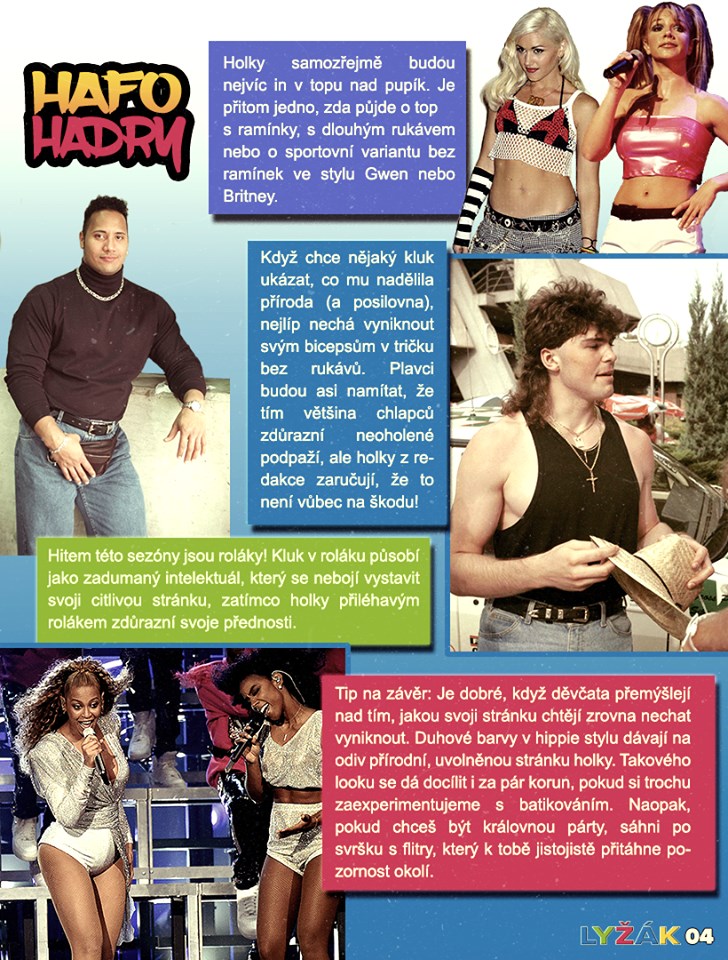 HAFO
HADRY
Holky samozřejmě budou
nejvíc in v topu nad pupík. Je
přitom jedno, zda půjde o top
s ramínky, s dlouhým rukávem
nebo o sportovní variantu bez
ramínek ve stylu Gwen nebo
Britney.
Když chce nějaký kluk
ukázat, co mu nadělila
příroda (a posilovna),
nejlíp nechá vyniknout
svým bicepsům v tričku
bez rukávů. Plavci
budou asi namítat, že
tím většina chlapců
zdůrazní neoholené
podpaží, ale holky z re-
dakce zaručují, že to
není vůbec na škodu!
Hitem této sezóny jsou roláky! Kluk v roláku působí
jako zadumaný intelektuál, který se nebojí vystavit
svoji citlivou stránku, zatímco holky přiléhavým
rolákem zdůrazní svoje přednosti.
Tip na závěr: Je dobré, když děvčata přemýšlejí
nad tím, jakou svoji stránku chtějí zrovna nechat
vyniknout. Duhové barvy v hippie stylu dávají na
odiv přírodní, uvolněnou stránku holky. Takového
looku se dá docílit i za pár korun, pokud si trochu
zaexperimentujeme s batikováním. Naopak,
pokud chceš být královnou párty, sáhni po
svršku s flitry, který k tobě jistojistě přitáhne po-
zornost okolí.
LYŽÁK 04